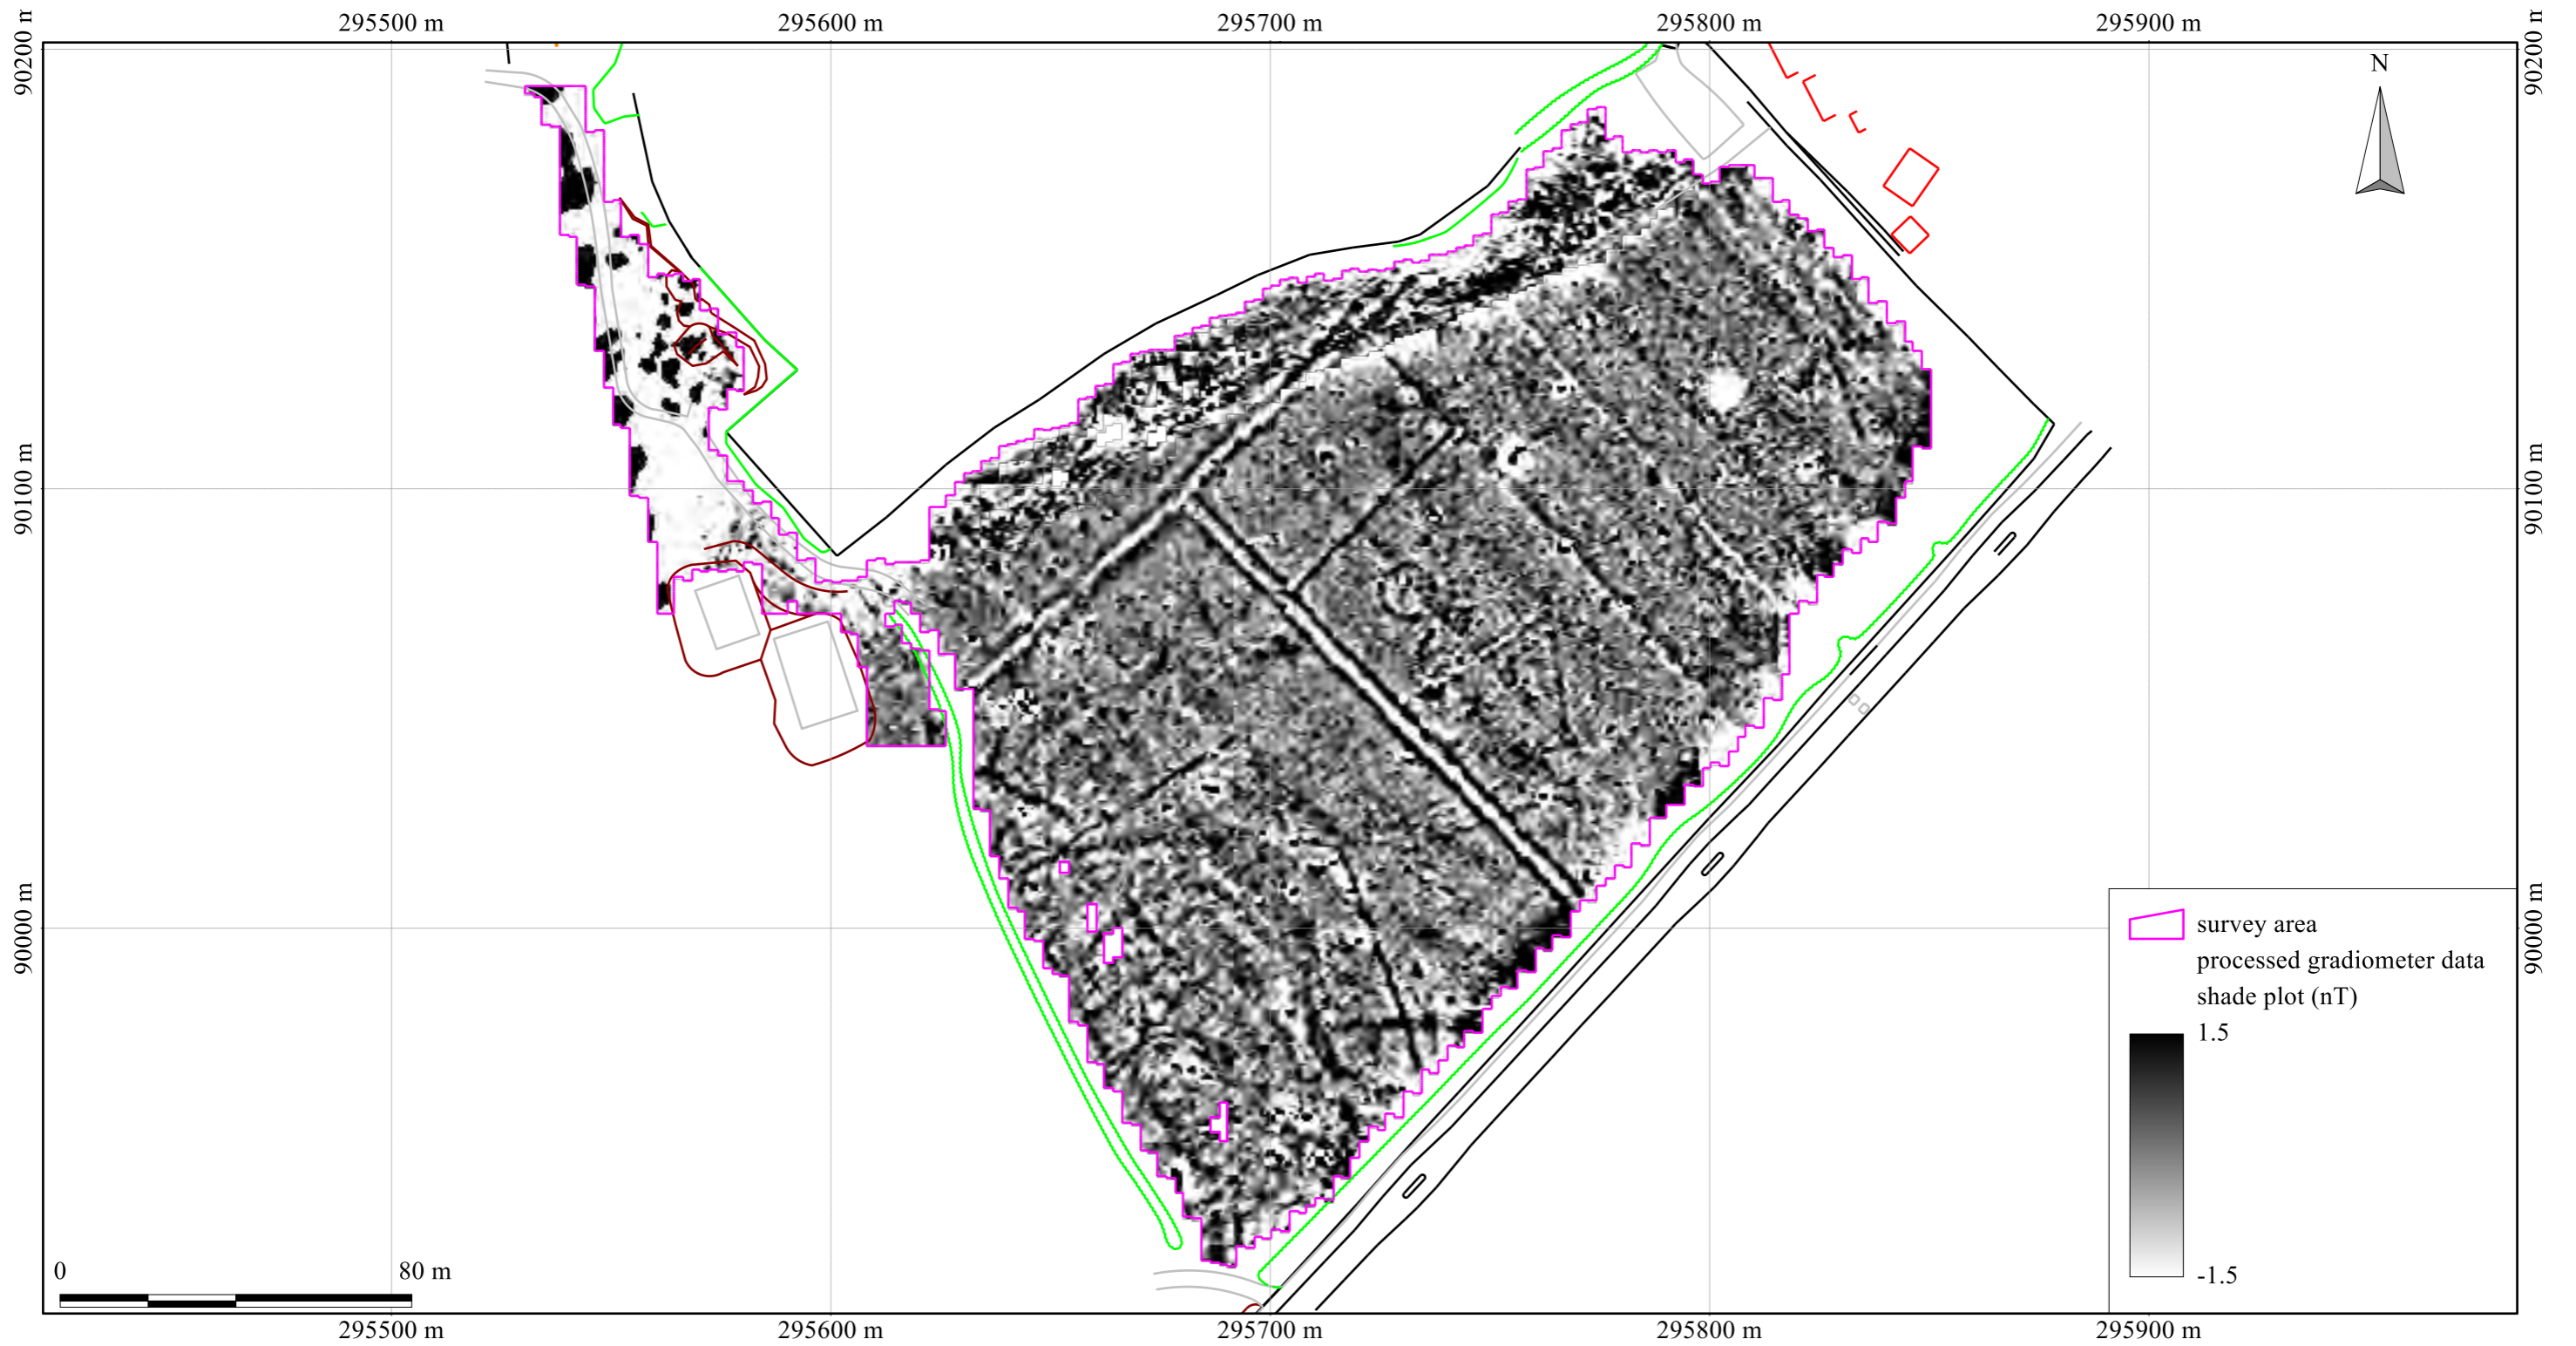 295500 m
295600 m
295700 m
295800 m
295900 m
90200 m
90200 m
N
90100 m
90100 m
90000 m
90000 m
survey area
processed gradiometer data
shade plot (nT)
1.5
-1.5
0
80 m
295500 m
295600 m
295700 m
295800 m
295900 m